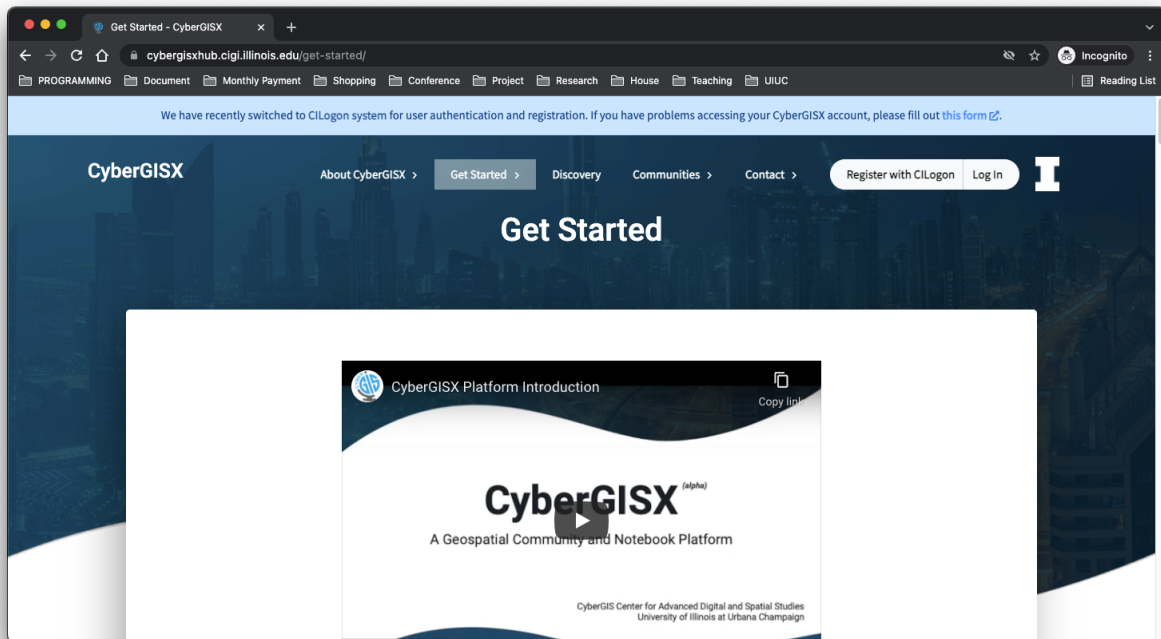 Get Started - CyberGISX
cybergisxhub.cigi.illinois.edu/get-started/
Incognito
PROGRAMMING Document Monthly Payment Shopping Conference Project Research House Teaching UIUC Reading List
We have recently switched to CILogon system for user authentication and registration. If you have problems accessing your CyberGISX account, please fill out this form.
CyberGISX About CyberGISX Get Started Discovery Communities Contact Register with CILogon Log In
Get Started
GIS CyberGISX Platform Introduction
Copy link
CyberGISX (alpha)
A Geospatial Community and Notebook Platform
CyberGIS Center for Advanced Digital and Spatial Studies
University of Illinois at Urbana Champaign